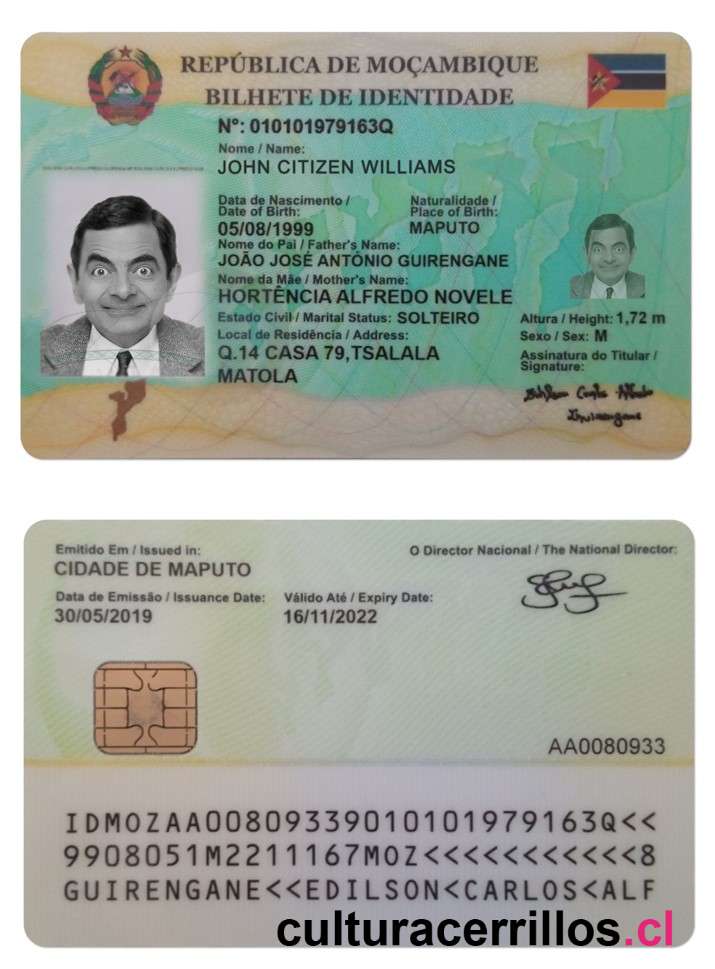 REPÚBLICA DE MOÇAMBIQUE
BILHETE DE IDENTIDADE
Nº: 010101979163Q
Nome / Name:
JOHN CITIZEN WILLIAMS
Data de Nascimento / Naturalidade /
Date of Birth: Place of Birth:
05/08/1999 MAPUTO
Nome do Pai / Father's Name:
JOÃO JOSÉ ANTÓNIO GUIRENGANE
Nome da Mãe / Mother's Name:
HORTÊNCIA ALFREDO NOVELE
Estado Civil / Marital Status: SOLTEIRO
Altura / Height: 1,72 m
Local de Residência / Address:
Sexo / Sex: M
Q.14 CASA 79,TSALALA
MATOLA
Assinatura do Titular /
Signature:
Guirengane
Emitido Em / Issued in:
CIDADE DE MAPUTO
O Director Nacional / The National Director:
Data de Emissão / Issuance Date: Válido Até / Expiry Date:
30/05/2019 16/11/2022
AA0080933
IDMOZAA00809339010101979163Q<<
9908051M2211167MOZ<<<<<<<<<<<8
GUIRENGANE<<EDILSON<CARLOS<ALF
culturacerrillos.cl